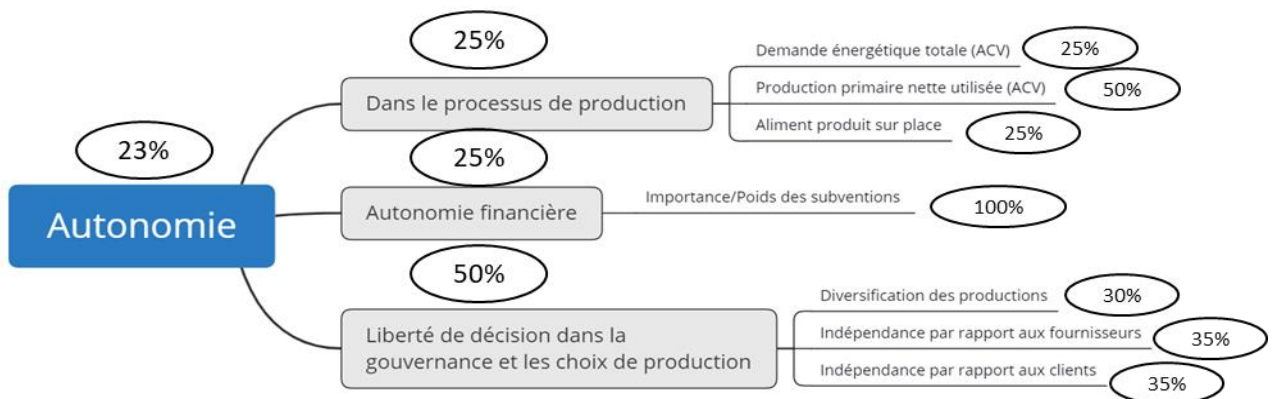 25%
Demande énergétique totale (ACV)
25%
Dans le processus de production
Production primaire nette utilisée (ACV)
50%
Aliment produit sur place
25%
23%
25%
Autonomie
Autonomie financière
Importance/Poids des subventions
100%
50%
Diversification des productions
30%
Liberté de décision dans la
gouvernance et les choix de production
Indépendance par rapport aux fournisseurs
35%
Indépendance par rapport aux clients
35%